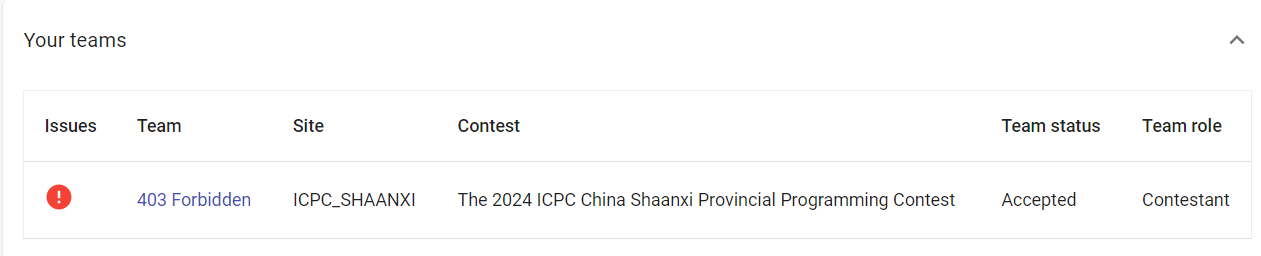 Your teams
Issues Team Site Contest Team status Team role
403 Forbidden ICPC_SHAANXI The 2024 ICPC China Shaanxi Provincial Programming Contest Accepted Contestant